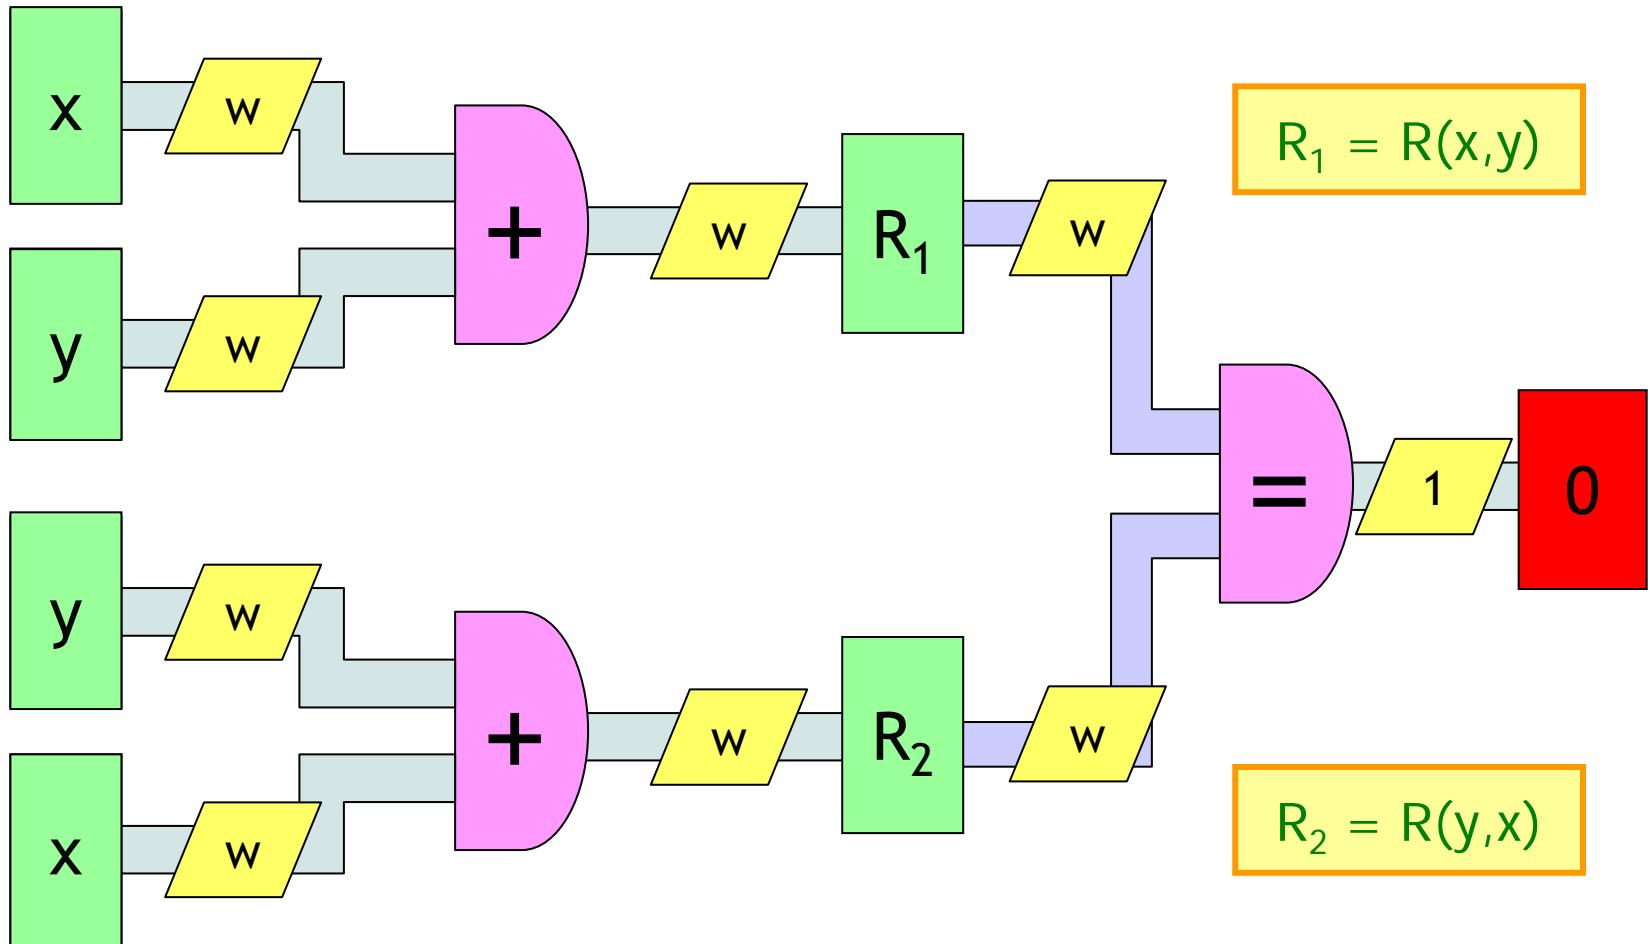 x
w
y
w
+
w
R₁
w
R₁ = R(x,y)
=
1
0
y
w
x
w
+
w
R₂
w
R₂ = R(y,x)